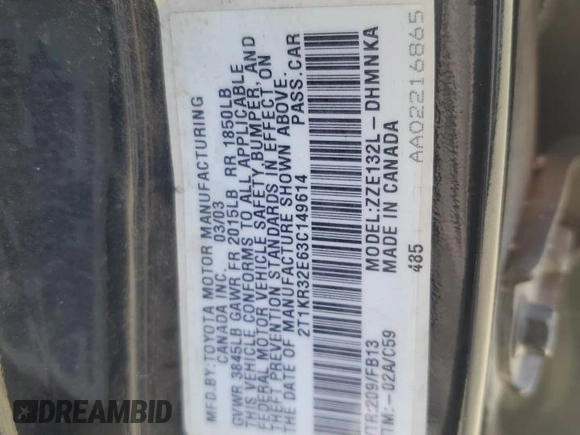 MFD.BY:TOYOTA MOTOR MANUFACTURING
CANADA INC. 03/03
GVWR 3845LB GAWR FR 2015LB RR 1850LB
THIS VEHICLE CONFORMS TO ALL APPLICABLE
FEDERAL MOTOR VEHICLE SAFETY, BUMPER, AND
THEFT PREVENTION STANDARDS IN EFFECT ON
THE DATE OF MANUFACTURE SHOWN ABOVE.
2T1KR32E63C149614 PASS.CAR
TR:209/FB13 MODEL:ZZE132L-DHMNKA
TM:-02A/C59 MADE IN CANADA
485 AA02216865
DREAMBID